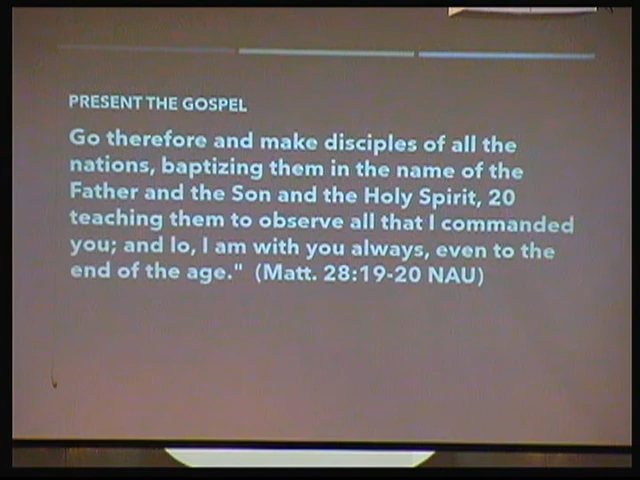 PRESENT THE GOSPEL
Go therefore and make disciples of all the
nations, baptizing them in the name of the
Father and the Son and the Holy Spirit, 20
teaching them to observe all that I commanded
you; and lo, I am with you always, even to the
end of the age." (Matt. 28:19-20 NAU)